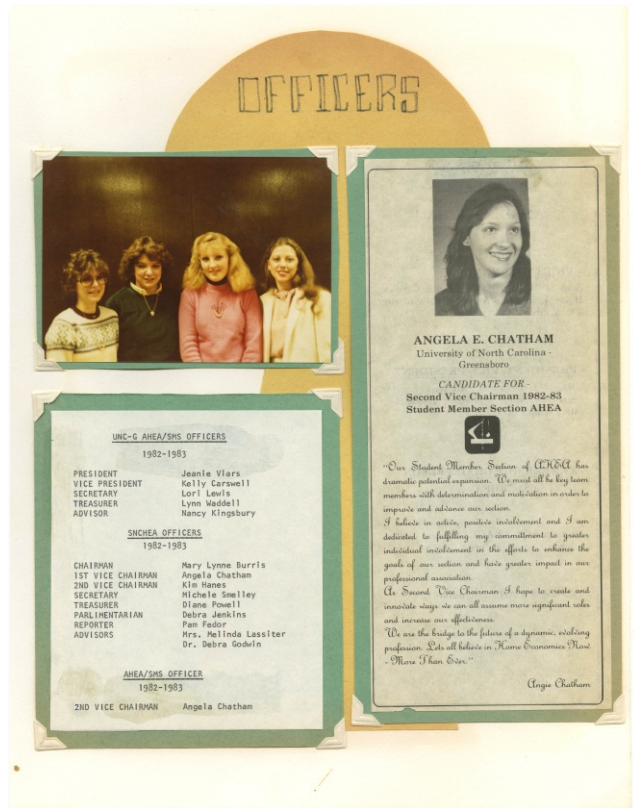 OFFICERS
UNC-G AHEA/SMS OFFICERS
1982-1983
PRESIDENT Jeanie Viars
VICE PRESIDENT Kelly Carswell
SECRETARY Lori Lewis
TREASURER Lynn Waddell
ADVISOR Nancy Kingsbury
SNCHEA OFFICERS
1982-1983
CHAIRMAN Mary Lynne Burris
1ST VICE CHAIRMAN Angela Chatham
2ND VICE CHAIRMAN Kim Hanes
SECRETARY Michele Smelley
TREASURER Diane Powell
PARLIMENTARIAN Debra Jenkins
REPORTER Pam Fedor
ADVISORS Mrs. Melinda Lassiter
Dr. Debra Godwin
AHEA/SMS OFFICER
1982-1983
2ND VICE CHAIRMAN Angela Chatham
ANGELA E. CHATHAM
University of North Carolina -
Greensboro
CANDIDATE FOR -
Second Vice Chairman 1982-83
Student Member Section AHEA
"Our Student Member Section of AHEA has
dramatic potential expansion. We must all be key team
members with determination and motivation in order to
improve and advance our section.
I believe in active, positive involvement and I am
dedicated to fulfilling my commitment to greater
individual involvement in the efforts to enhance the
goals of our section and have greater impact in our
professional association.
As Second Vice Chairman I hope to create and
innovate ways we can all assume more significant roles
and increase our effectiveness.
We are the bridge to the future of a dynamic, evolving
profession. Lets all believe in Home Economics Now
- More Than Ever."
Angie Chatham